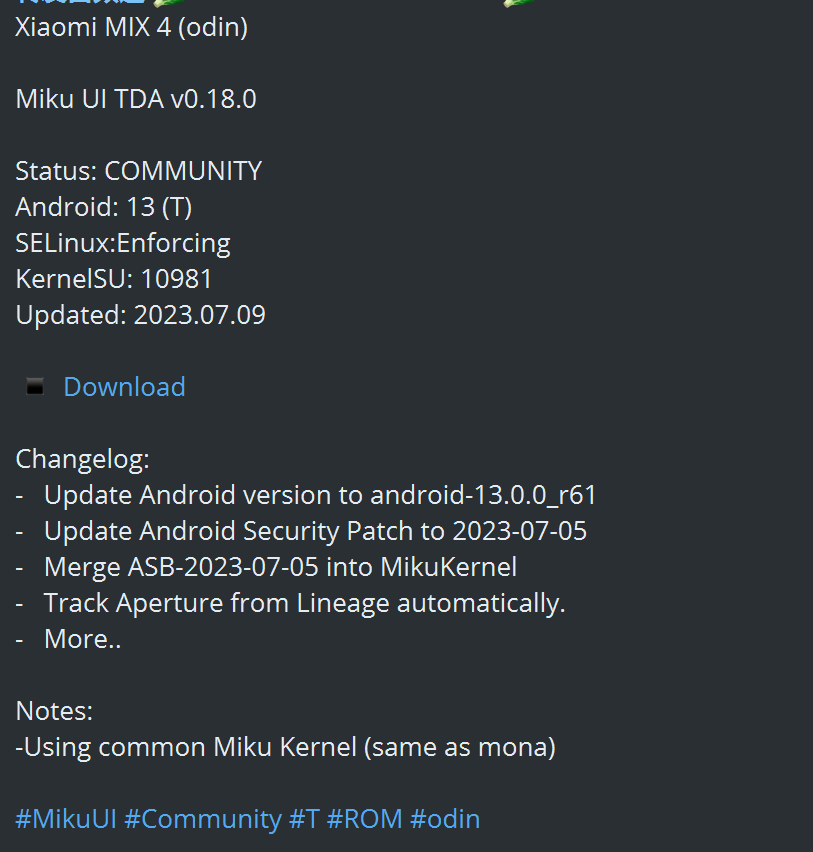 Xiaomi MIX 4 (odin)
Miku UI TDA v0.18.0
Status: COMMUNITY
Android: 13 (T)
SELinux:Enforcing
KernelSU: 10981
Updated: 2023.07.09
Download
Changelog:
- Update Android version to android-13.0.0_r61
- Update Android Security Patch to 2023-07-05
- Merge ASB-2023-07-05 into MikuKernel
- Track Aperture from Lineage automatically.
- More..
Notes:
-Using common Miku Kernel (same as mona)
#MikuUI #Community #T #ROM #odin